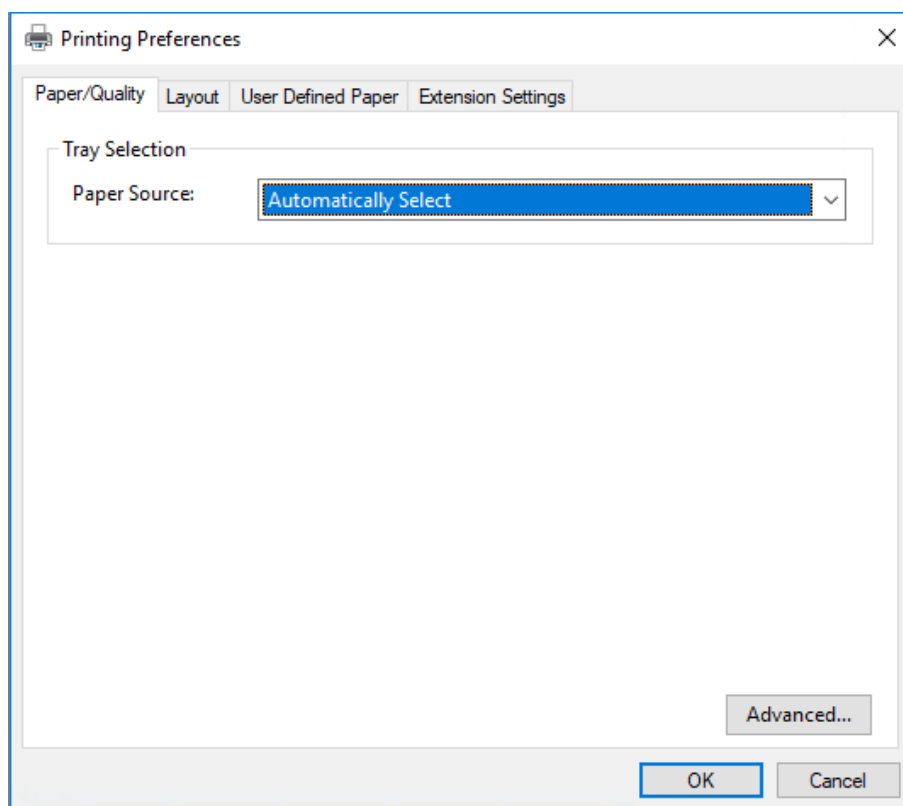 Printing Preferences
Paper/Quality Layout User Defined Paper Extension Settings
Tray Selection
Paper Source: Automatically Select
Advanced...
OK Cancel